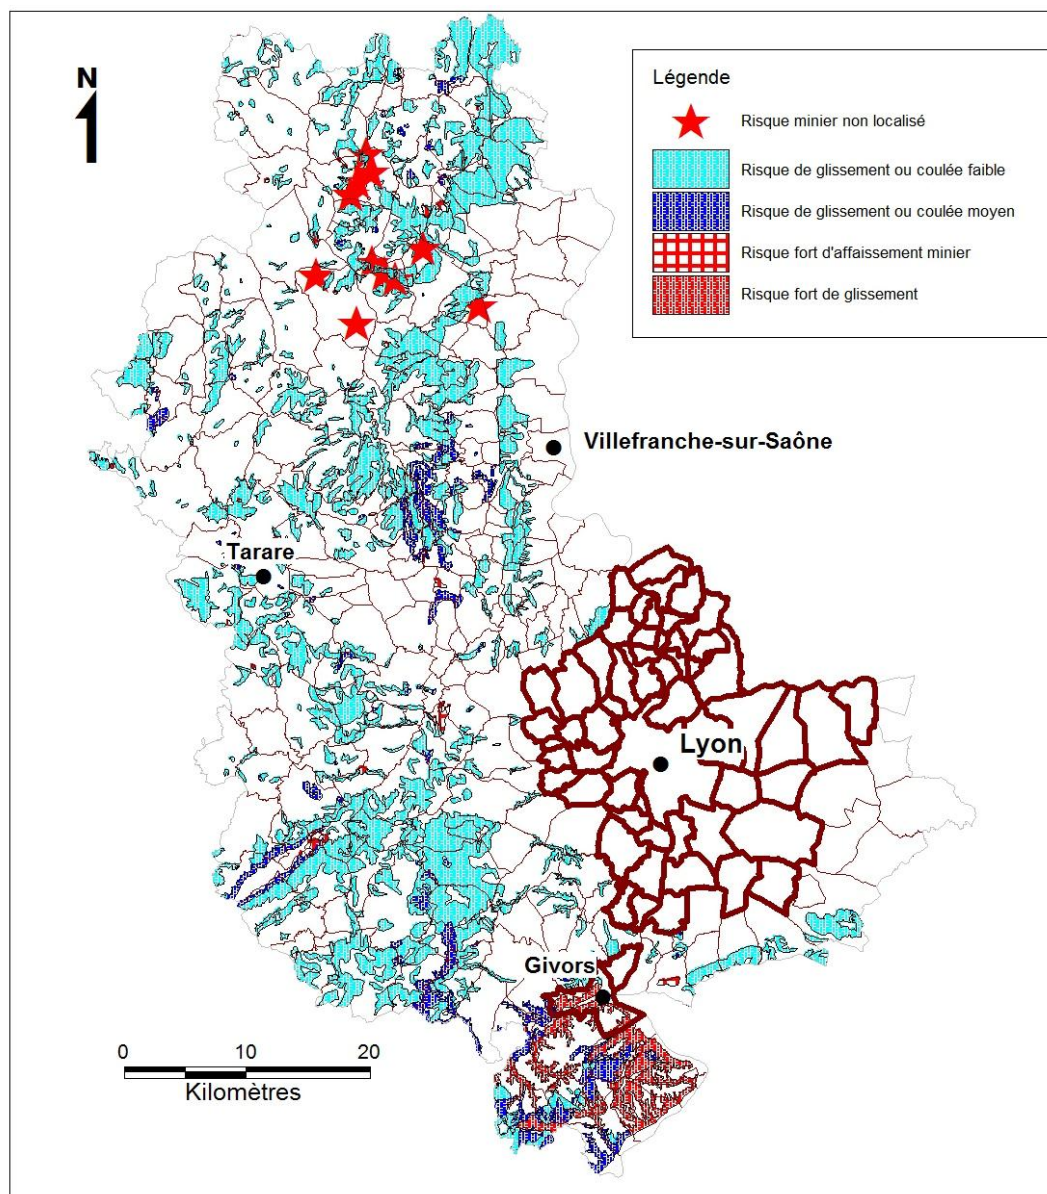 N
Légende
Risque minier non localisé
Risque de glissement ou coulée faible
Risque de glissement ou coulée moyen
Risque fort d'affaissement minier
Risque fort de glissement
Villefranche-sur-Saône
Tarare
Lyon
Givors
0 10 20
Kilomètres